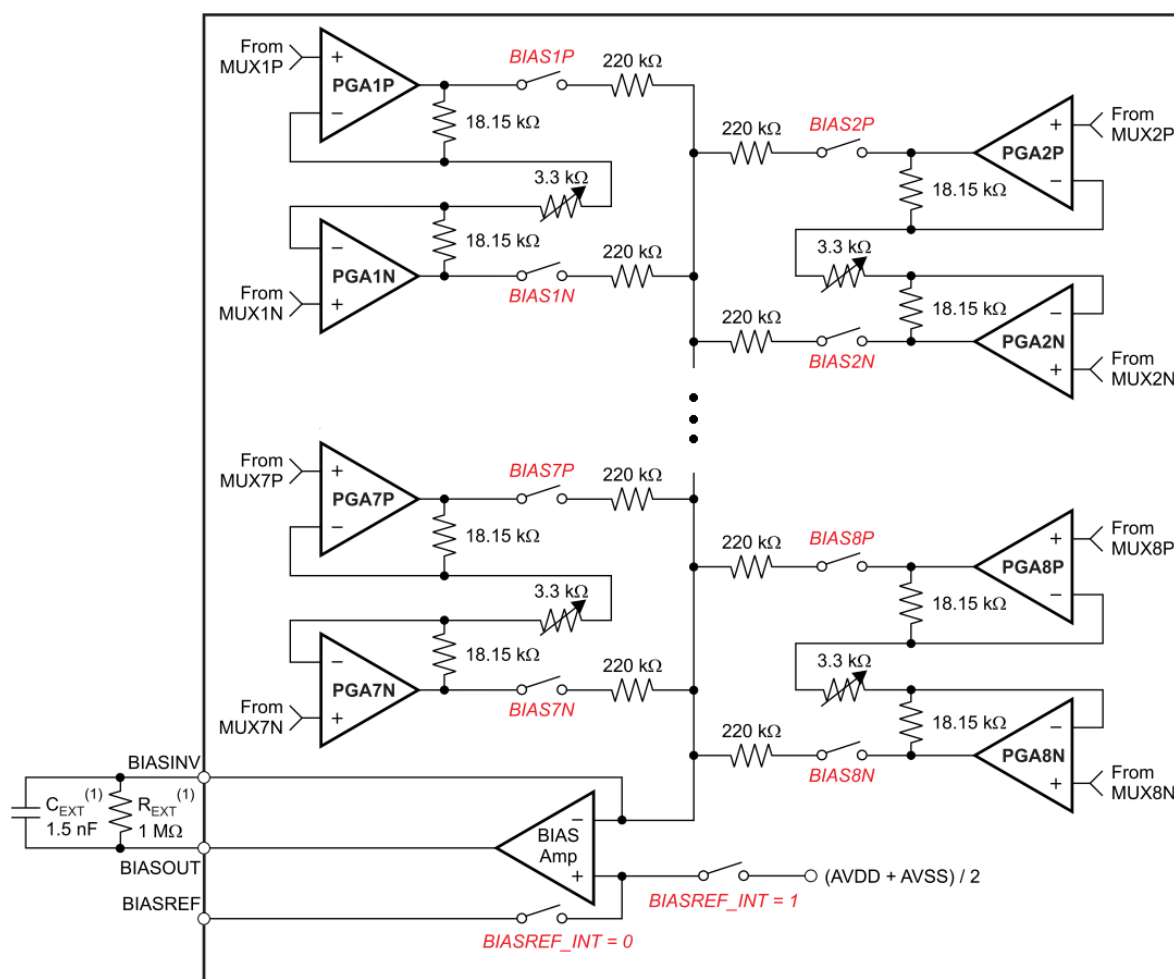 From
MUX1P
+
PGA1P
−
BIAS1P
220 kΩ
18.15 kΩ
3.3 kΩ
−
PGA1N
+
18.15 kΩ
220 kΩ
BIAS1N
From
MUX1N
220 kΩ
BIAS2P
+
PGA2P
−
From
MUX2P
18.15 kΩ
3.3 kΩ
18.15 kΩ
−
PGA2N
+
220 kΩ
BIAS2N
From
MUX2N
From
MUX7P
+
PGA7P
−
BIAS7P
220 kΩ
18.15 kΩ
3.3 kΩ
−
PGA7N
+
18.15 kΩ
220 kΩ
BIAS7N
From
MUX7N
220 kΩ
BIAS8P
+
PGA8P
−
From
MUX8P
18.15 kΩ
3.3 kΩ
18.15 kΩ
−
PGA8N
+
220 kΩ
BIAS8N
From
MUX8N
BIASINV
CEXT (1)
1.5 nF
REXT (1)
1 MΩ
BIASOUT
BIASREF
−
BIAS
Amp
+
(AVDD + AVSS) / 2
BIASREF_INT = 1
BIASREF_INT = 0